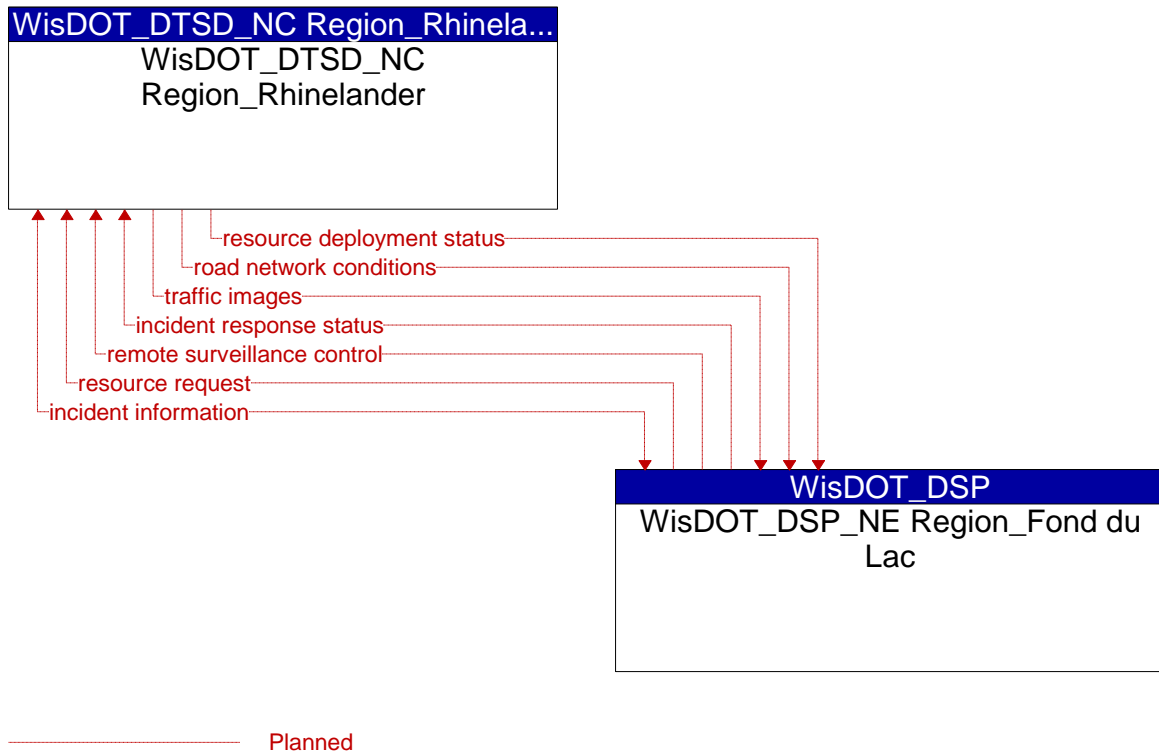 WisDOT_DTSD_NC Region_Rhinela...
WisDOT_DTSD_NC
Region_Rhinelander
resource deployment status
road network conditions
traffic images
incident response status
remote surveillance control
resource request
incident information
WisDOT_DSP
WisDOT_DSP_NE Region_Fond du
Lac
Planned